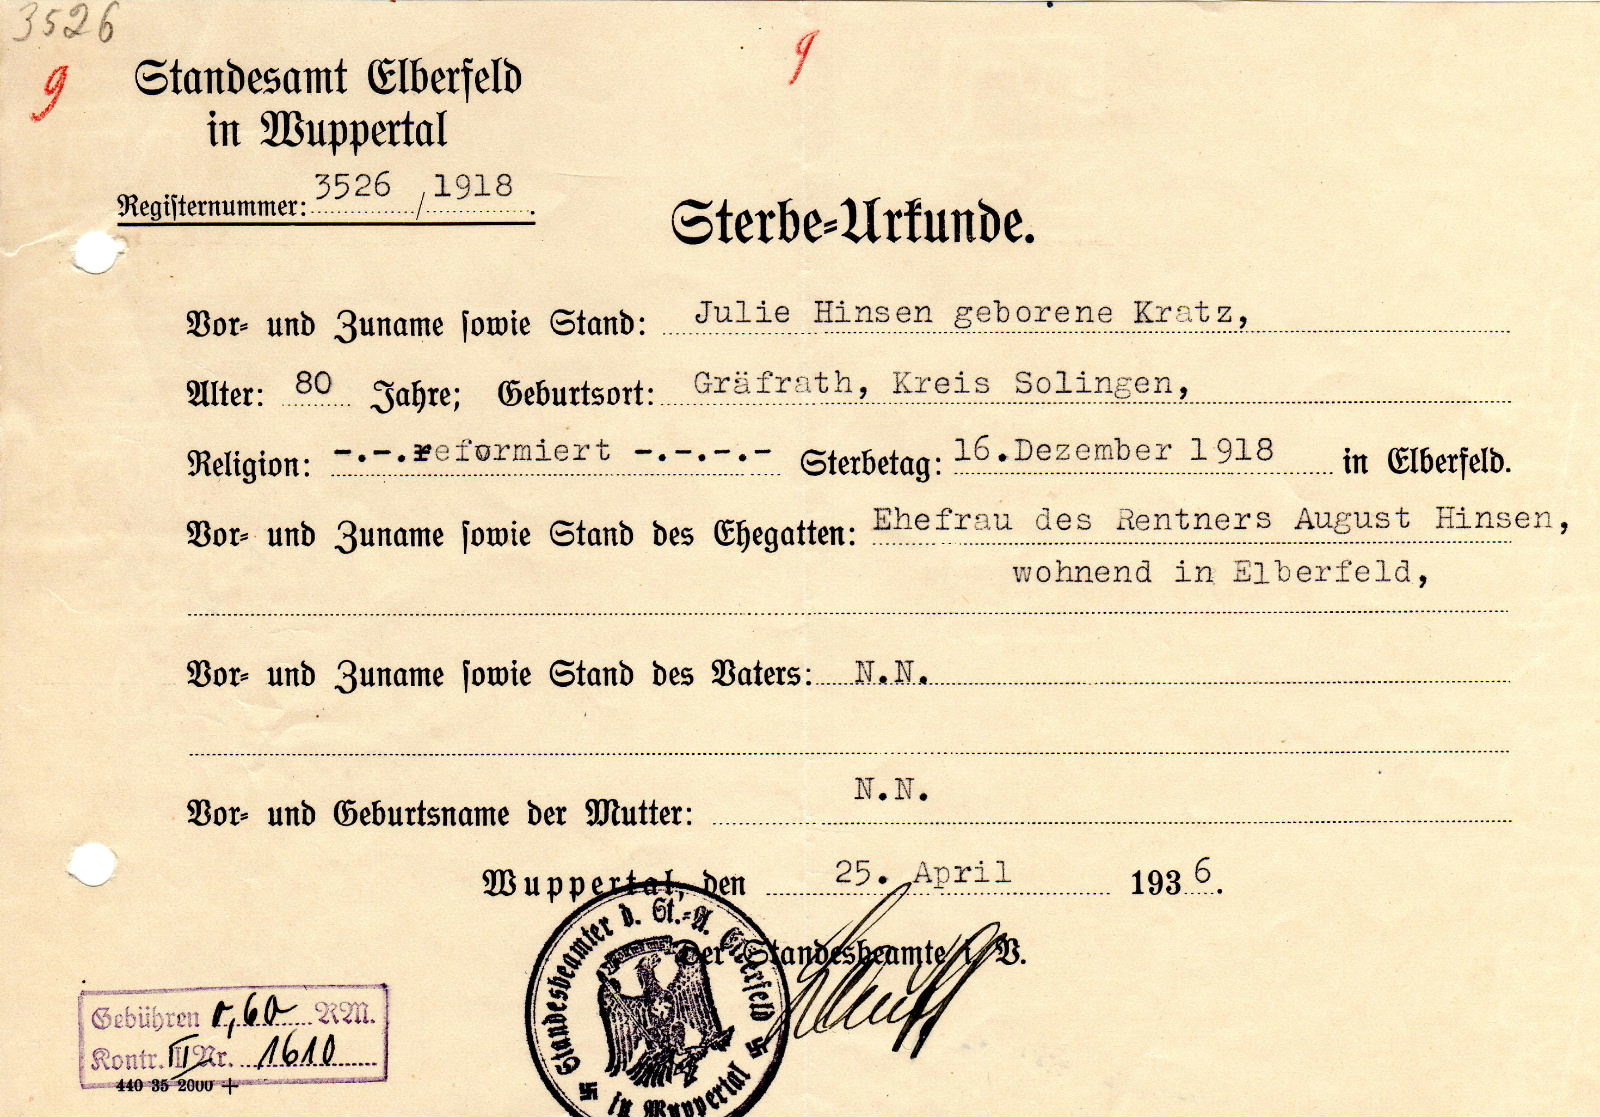 3526
9
9
Standesamt Elberfeld
in Wuppertal
Registernummer: 3526 / 1918.
Sterbe-Urkunde.
Vor- und Zuname sowie Stand: Julie Hinsen geborene Kratz,
Alter: 80 Jahre; Geburtsort: Gräfrath, Kreis Solingen,
Religion: -.-.reformiert -.-.-.- Sterbetag: 16.Dezember 1918 in Elberfeld.
Vor- und Zuname sowie Stand des Ehegatten: Ehefrau des Rentners August Hinsen,
wohnend in Elberfeld,
Vor- und Zuname sowie Stand des Vaters: N.N.
Vor- und Geburtsname der Mutter: N.N.
Wuppertal, den 25. April 1936.
Der Standesbeamte i. V.
Standesbeamter d. St.-A. Elberfeld
in Wuppertal
Gebühren 0,60 RM.
Kontr. II Nr. 1610
440 35 2000 +